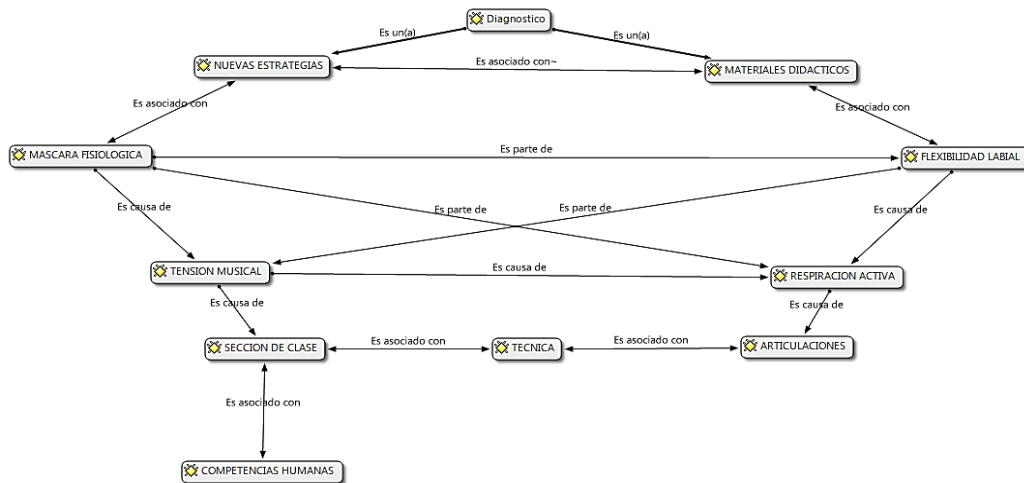 Diagnostico
Es un(a)
Es un(a)
NUEVAS ESTRATEGIAS
Es asociado con~
MATERIALES DIDACTICOS
Es asociado con
Es asociado con
MASCARA FISIOLOGICA
Es parte de
FLEXIBILIDAD LABIAL
Es causa de
Es parte de
Es parte de
Es causa de
TENSION MUSICAL
Es causa de
RESPIRACION ACTIVA
Es causa de
Es causa de
SECCION DE CLASE
Es asociado con
TECNICA
Es asociado con
ARTICULACIONES
Es asociado con
COMPETENCIAS HUMANAS